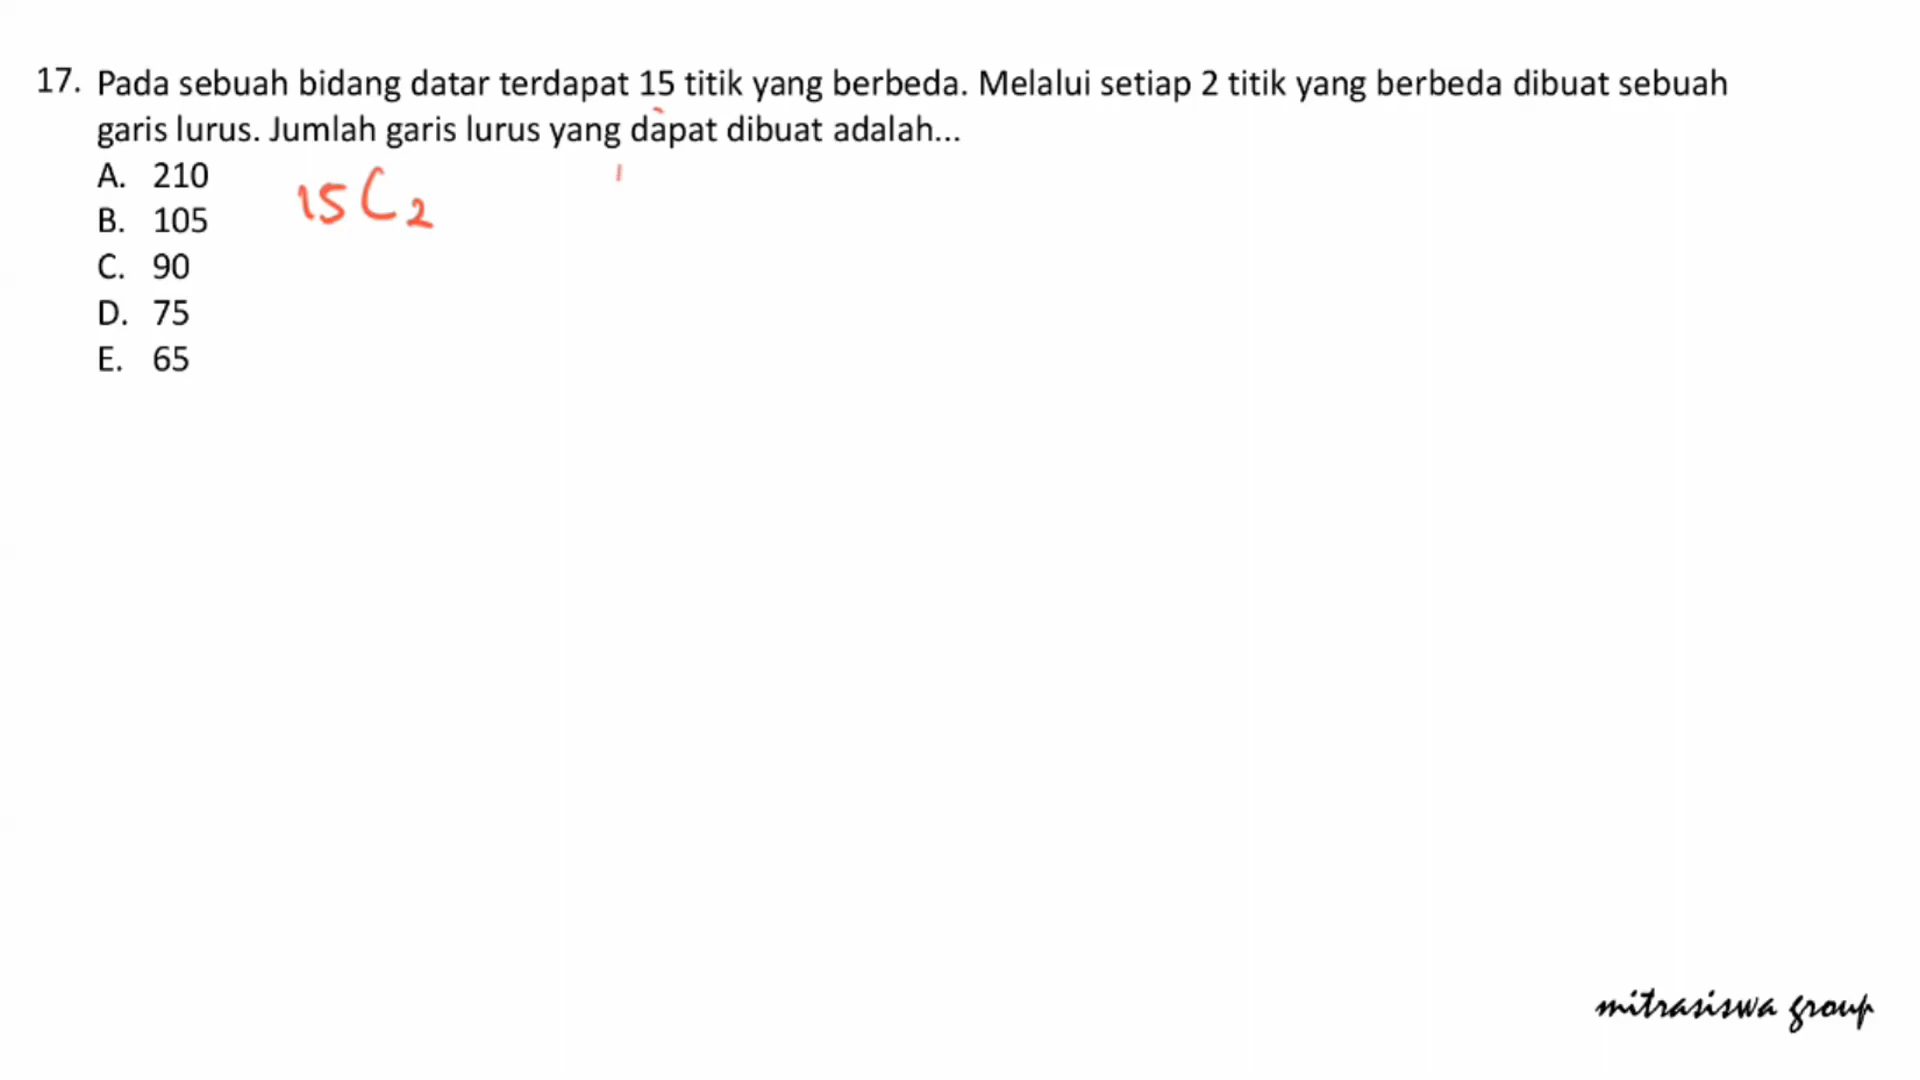 17. Pada sebuah bidang datar terdapat 15 titik yang berbeda. Melalui setiap 2 titik yang berbeda dibuat sebuah
garis lurus. Jumlah garis lurus yang dapat dibuat adalah...
A. 210
B. 105
C. 90
D. 75
E. 65
15C2
mitrasiswa group